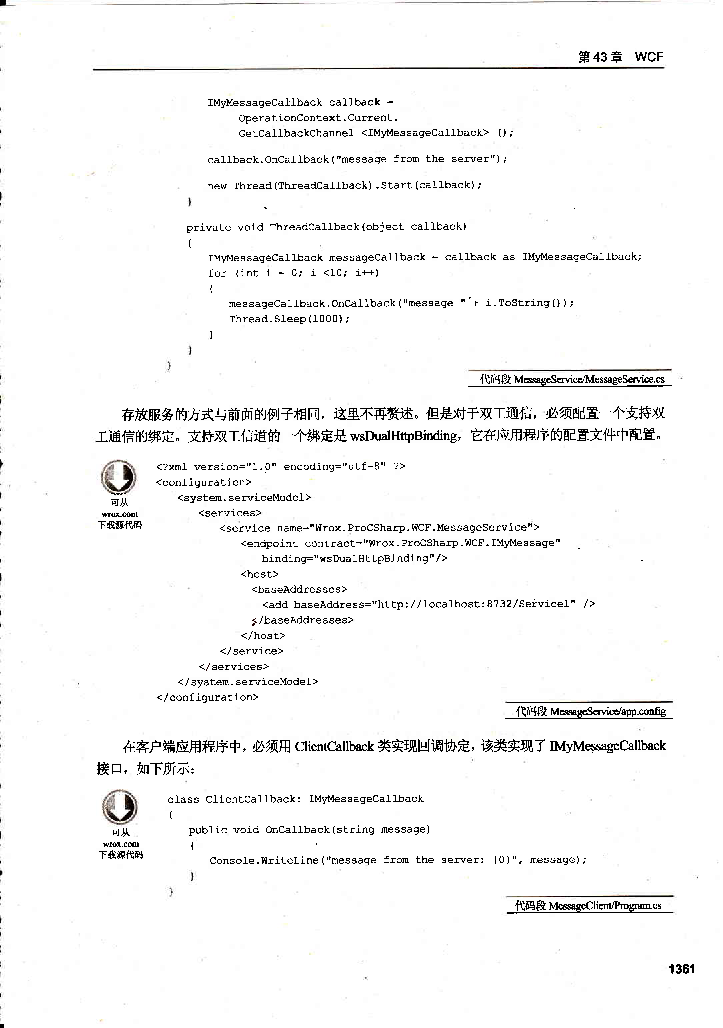 第 43 章 WCF
IMyMessageCallback callback =
OperationContext.Current.
GetCallbackChannel <IMyMessageCallback> ();
callback.OnCallback("message from the server");
new Thread(ThreadCallback).Start(callback);
}
private void ThreadCallback(object callback)
{
IMyMessageCallback messageCallback = callback as IMyMessageCallback;
for (int i = 0; i <10; i++)
{
messageCallback.OnCallback("message "+ i.ToString());
Thread.Sleep(1000);
}
}
}
代码段 MessageService/MessageService.cs
存放服务的方式与前面的例子相同，这里不再赘述。但是对于双工通信，必须配置一个支持双
工通信的绑定。支持双工信道的一个绑定是 wsDualHttpBinding，它在应用程序的配置文件中配置。
可从
wrox.com
下载源代码
<?xml version="1.0" encoding="utf-8" ?>
<configuration>
<system.serviceModel>
<services>
<service name="Wrox.ProCSharp.WCF.MessageService">
<endpoint contract="Wrox.ProCSharp.WCF.IMyMessage"
binding="wsDualHttpBinding"/>
<host>
<baseAddresses>
<add baseAddress="http://localhost:8732/Service1" />
</baseAddresses>
</host>
</service>
</services>
</system.serviceModel>
</configuration>
代码段 MessageService/app.config
在客户端应用程序中，必须用 ClientCallback 类实现回调协定，该类实现了 IMyMessageCallback
接口，如下所示：
可从
wrox.com
下载源代码
class ClientCallback: IMyMessageCallback
{
public void OnCallback(string message)
{
Console.WriteLine("message from the server: {0}", message);
}
}
代码段 MessageClient/Program.cs
1361